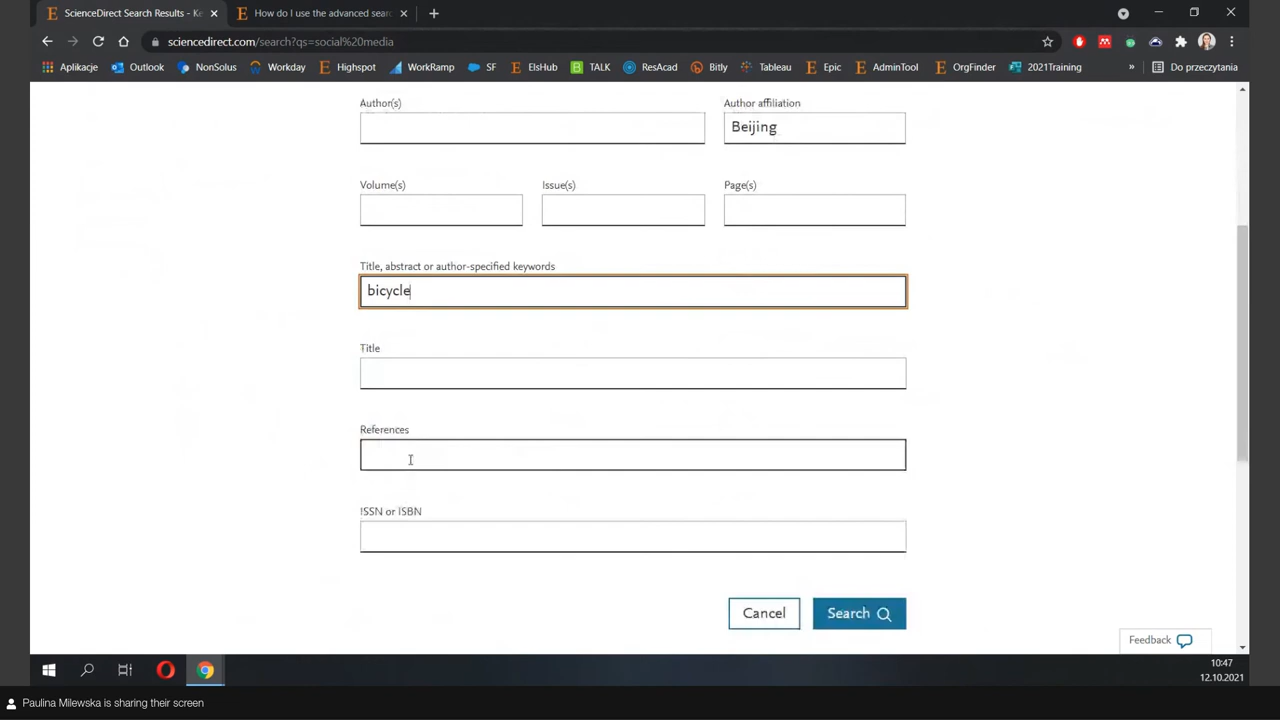 ScienceDirect Search Results - Ke
How do I use the advanced sear
sciencedirect.com/search?qs=social%20media
Aplikacje
Outlook
NonSolus
Workday
Highspot
WorkRamp
SF
ElsHub
TALK
ResAcad
Bitly
Tableau
Epic
AdminTool
OrgFinder
2021Training
»
Do przeczytania
Author(s)
Author affiliation
Beijing
Volume(s)
Issue(s)
Page(s)
Title, abstract or author-specified keywords
bicycle
Title
References
ISSN or ISBN
Cancel
Search
Feedback
10:47
12.10.2021
Paulina Milewska is sharing their screen